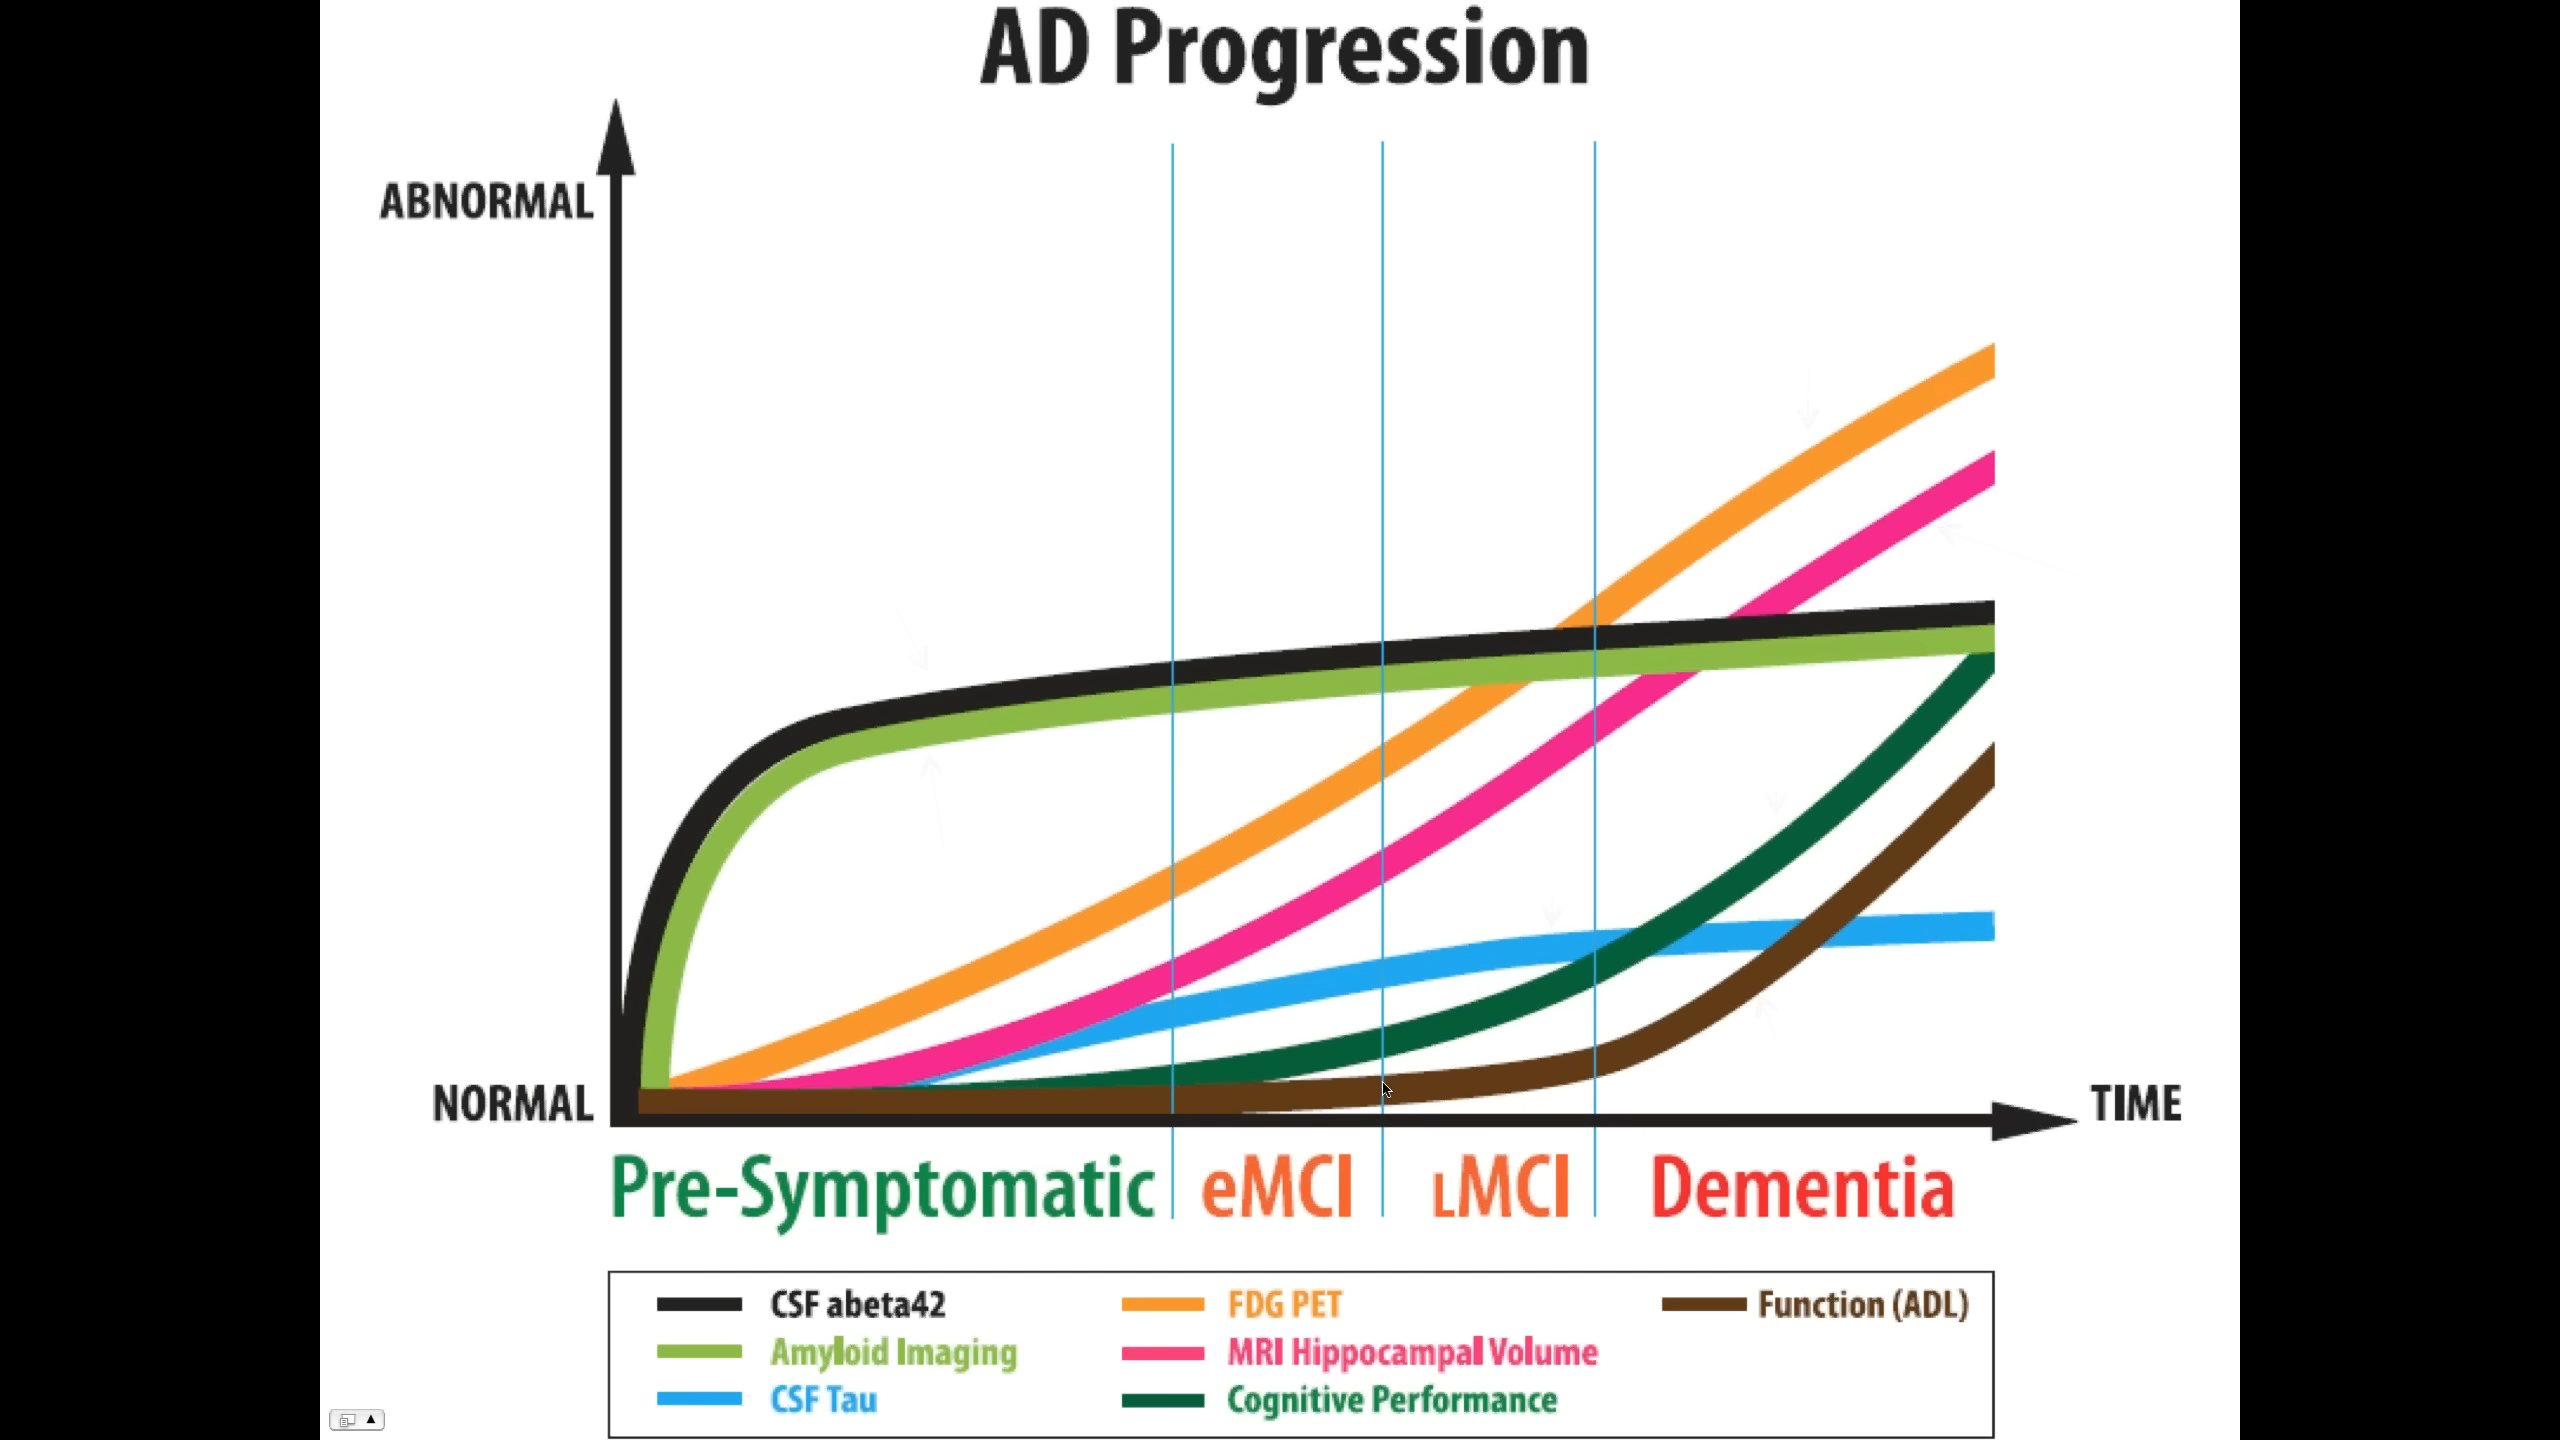 AD Progression
ABNORMAL
NORMAL
TIME
Pre-Symptomatic eMCI LMCI Dementia
CSF abeta42 FDG PET Function (ADL)
Amyloid Imaging MRI Hippocampal Volume
CSF Tau Cognitive Performance